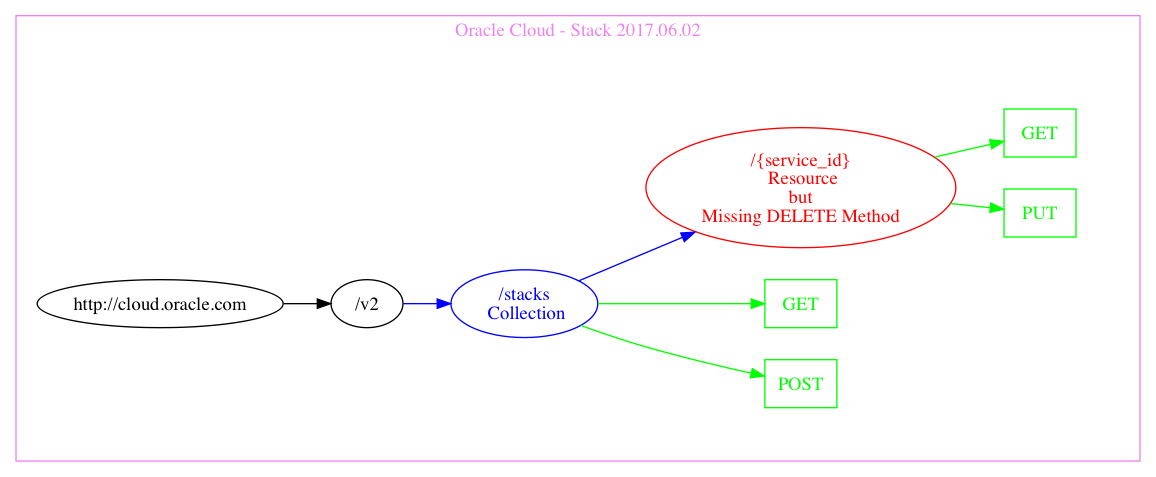 Oracle Cloud - Stack 2017.06.02
http://cloud.oracle.com
/v2
/stacks
Collection
/{service_id}
Resource
but
Missing DELETE Method
GET
PUT
GET
POST